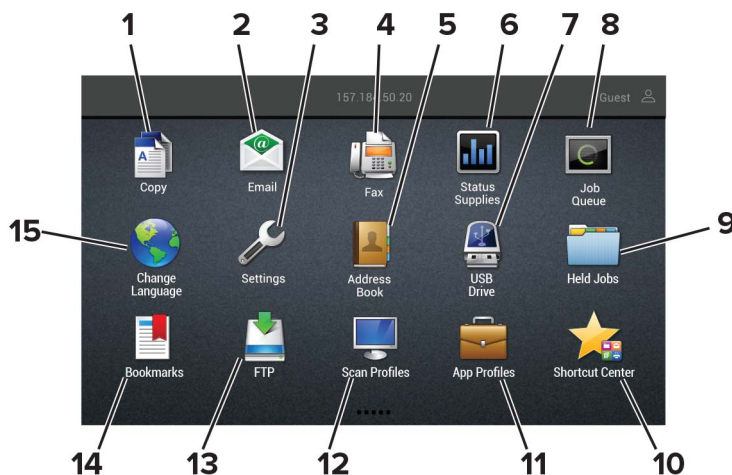 1 2 3 4 5 6 7 8
157.184.50.20 Guest
Copy Email Fax Status Supplies Job Queue
15 9
Change Language Settings Address Book USB Drive Held Jobs
Bookmarks FTP Scan Profiles App Profiles Shortcut Center
14 13 12 11 10